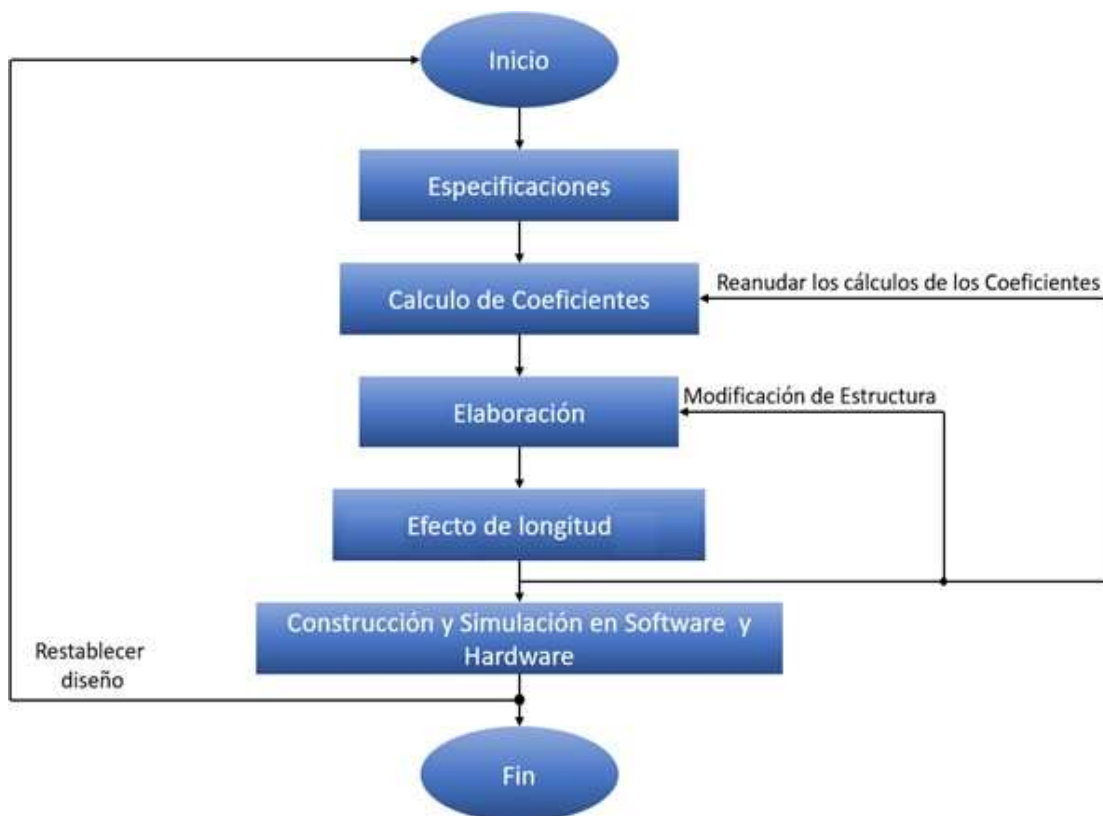 Inicio
Especificaciones
Calculo de Coeficientes
Reanudar los cálculos de los Coeficientes
Elaboración
Modificación de Estructura
Efecto de longitud
Construcción y Simulación en Software y
Hardware
Restablecer
diseño
Fin